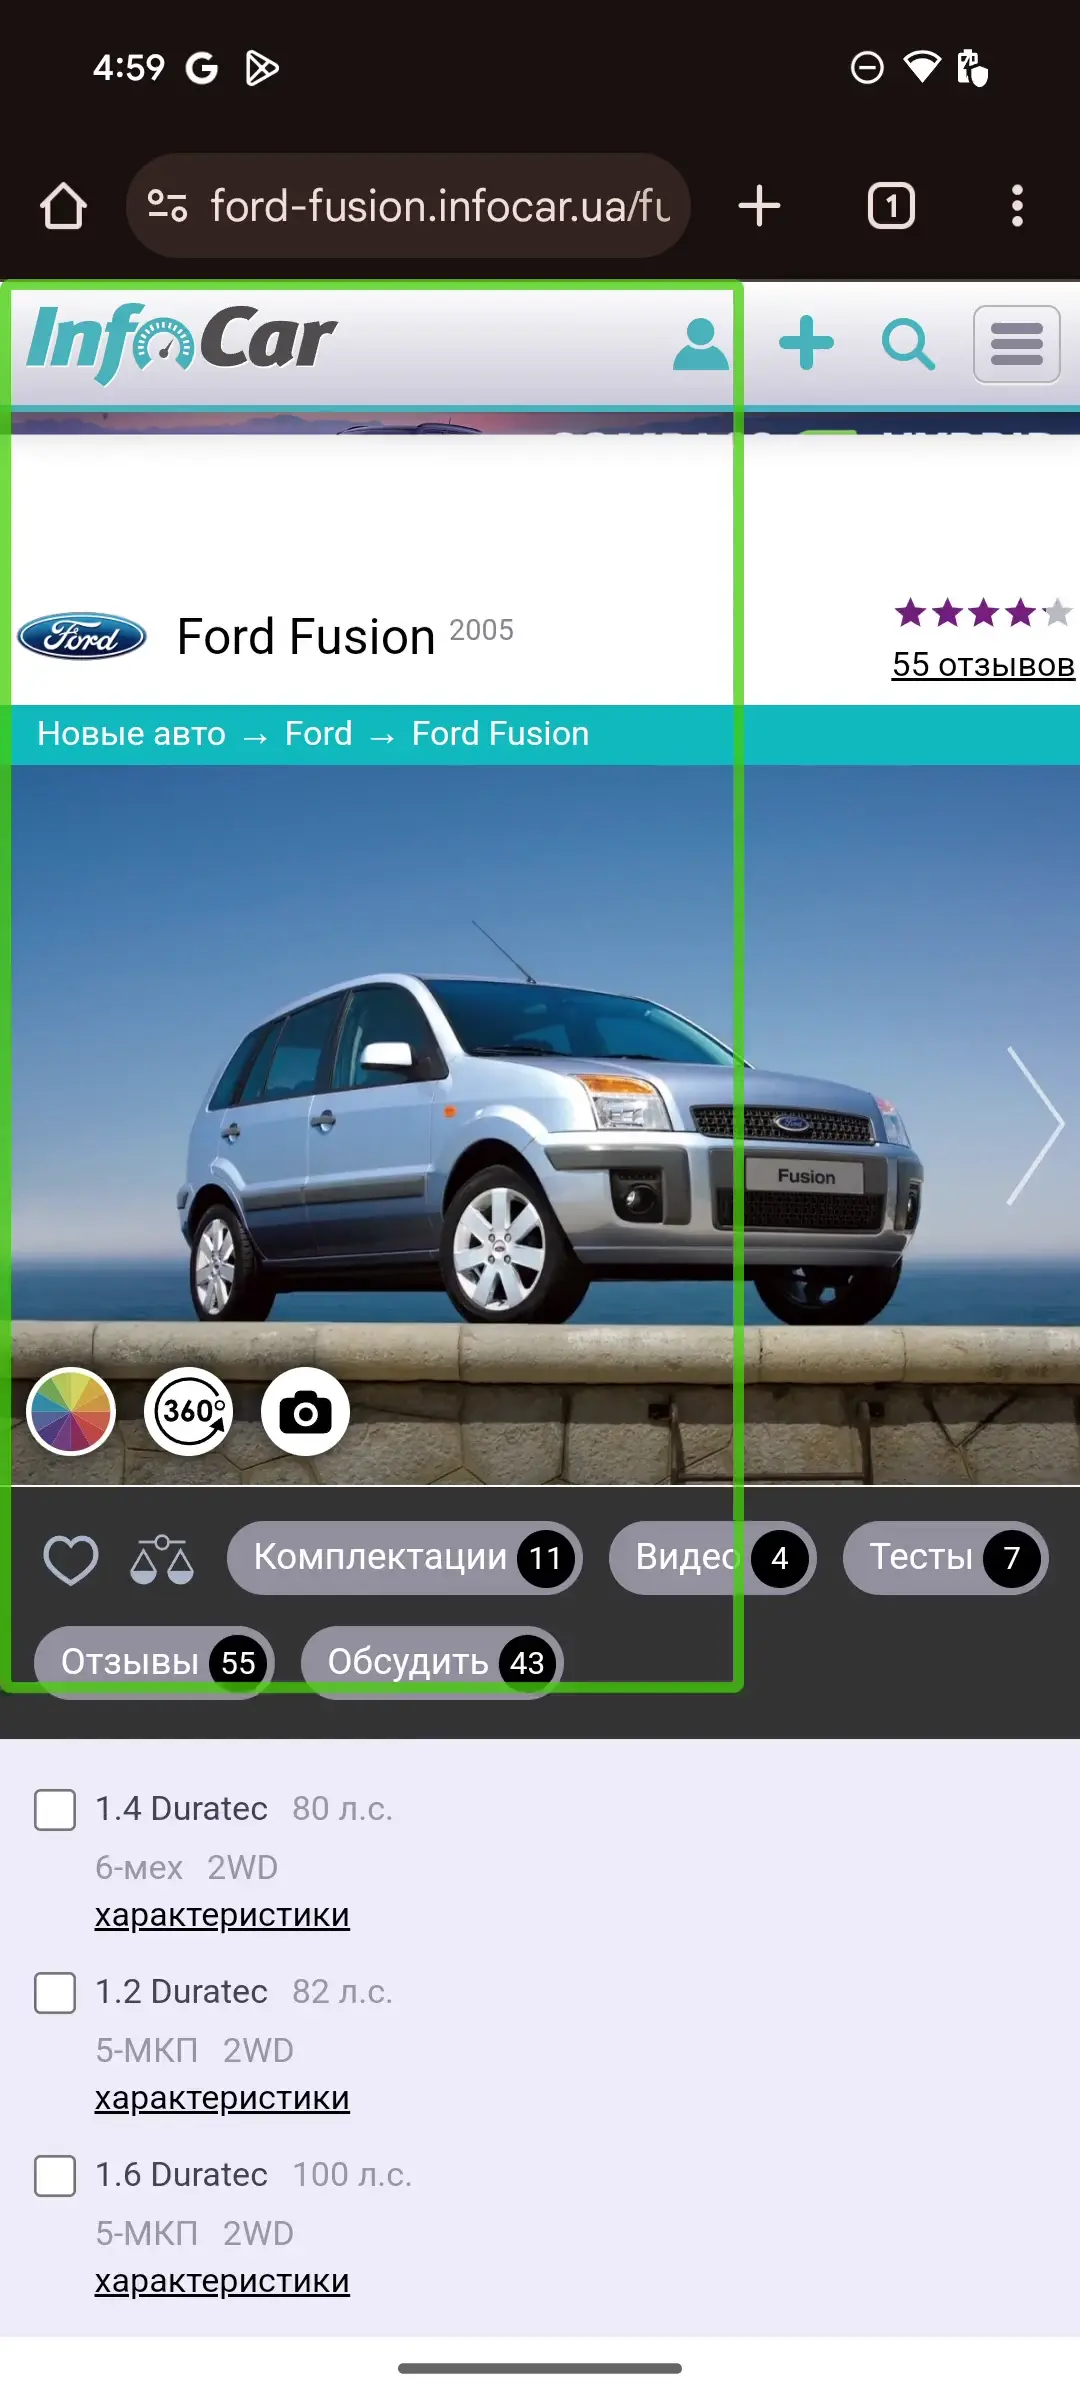 4:59
ford-fusion.infocar.ua/fu
1
InfoCar
Ford
Ford Fusion 2005
55 отзывов
Новые авто → Ford → Ford Fusion
Ford
Fusion
360°
Комплектации 11
Видео 4
Тесты 7
Отзывы 55
Обсудить 43
1.4 Duratec 80 л.с.
6-мех 2WD
характеристики
1.2 Duratec 82 л.с.
5-МКП 2WD
характеристики
1.6 Duratec 100 л.с.
5-МКП 2WD
характеристики